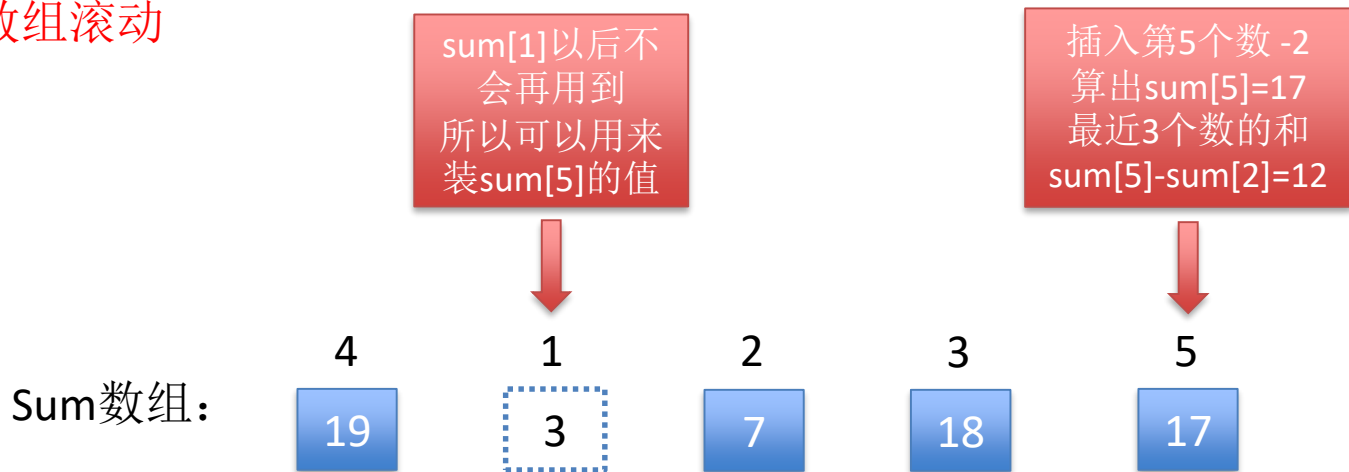 数组滚动
sum[1]以后不
会再用到
所以可以用来
装sum[5]的值
插入第5个数 -2
算出sum[5]=17
最近3个数的和
sum[5]-sum[2]=12
4 1 2 3 5
Sum数组： 19 3 7 18 17